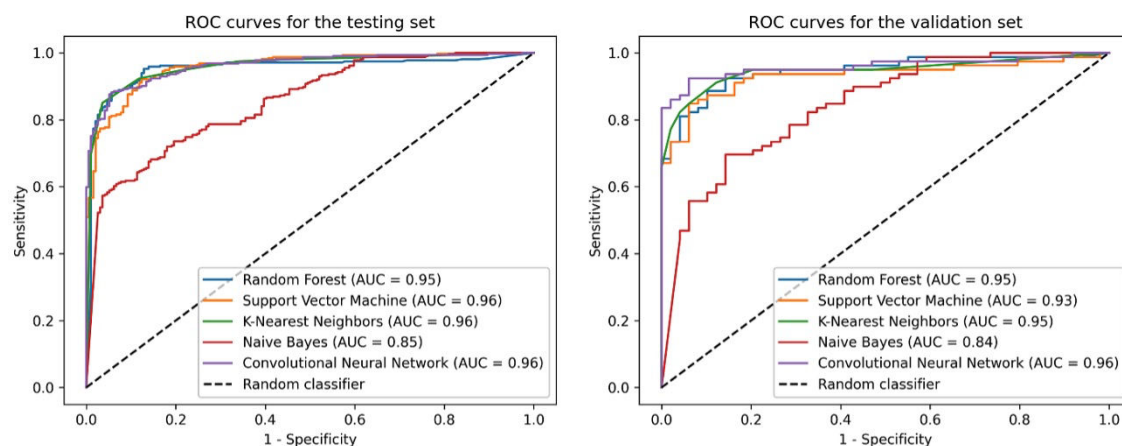 ROC curves for the testing set
1.0
0.8
0.6
0.4
0.2
0.0
Sensitivity
Random Forest (AUC = 0.95)
Support Vector Machine (AUC = 0.96)
K-Nearest Neighbors (AUC = 0.96)
Naive Bayes (AUC = 0.85)
Convolutional Neural Network (AUC = 0.96)
Random classifier
0.0 0.2 0.4 0.6 0.8 1.0
1 - Specificity
ROC curves for the validation set
1.0
0.8
0.6
0.4
0.2
0.0
Sensitivity
Random Forest (AUC = 0.95)
Support Vector Machine (AUC = 0.93)
K-Nearest Neighbors (AUC = 0.95)
Naive Bayes (AUC = 0.84)
Convolutional Neural Network (AUC = 0.96)
Random classifier
0.0 0.2 0.4 0.6 0.8 1.0
1 - Specificity